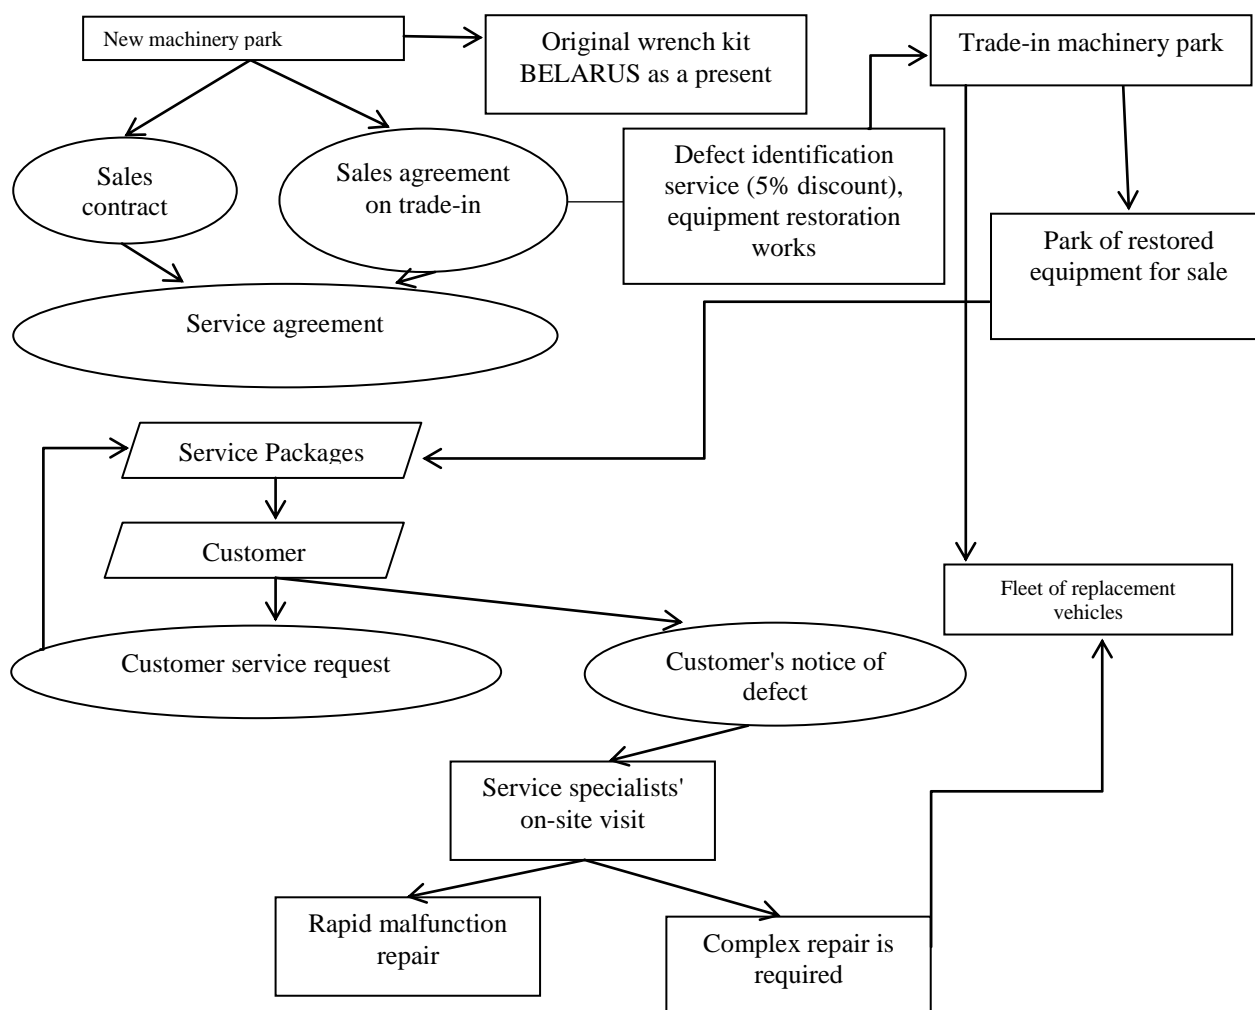 New machinery park
Original wrench kit
BELARUS as a present
Trade-in machinery park
Sales
contract
Sales agreement
on trade-in
Defect identification
service (5% discount),
equipment restoration
works
Park of restored
equipment for sale
Service agreement
Service Packages
Customer
Fleet of replacement
vehicles
Customer service request
Customer's notice of
defect
Service specialists'
on-site visit
Rapid malfunction
repair
Complex repair is
required